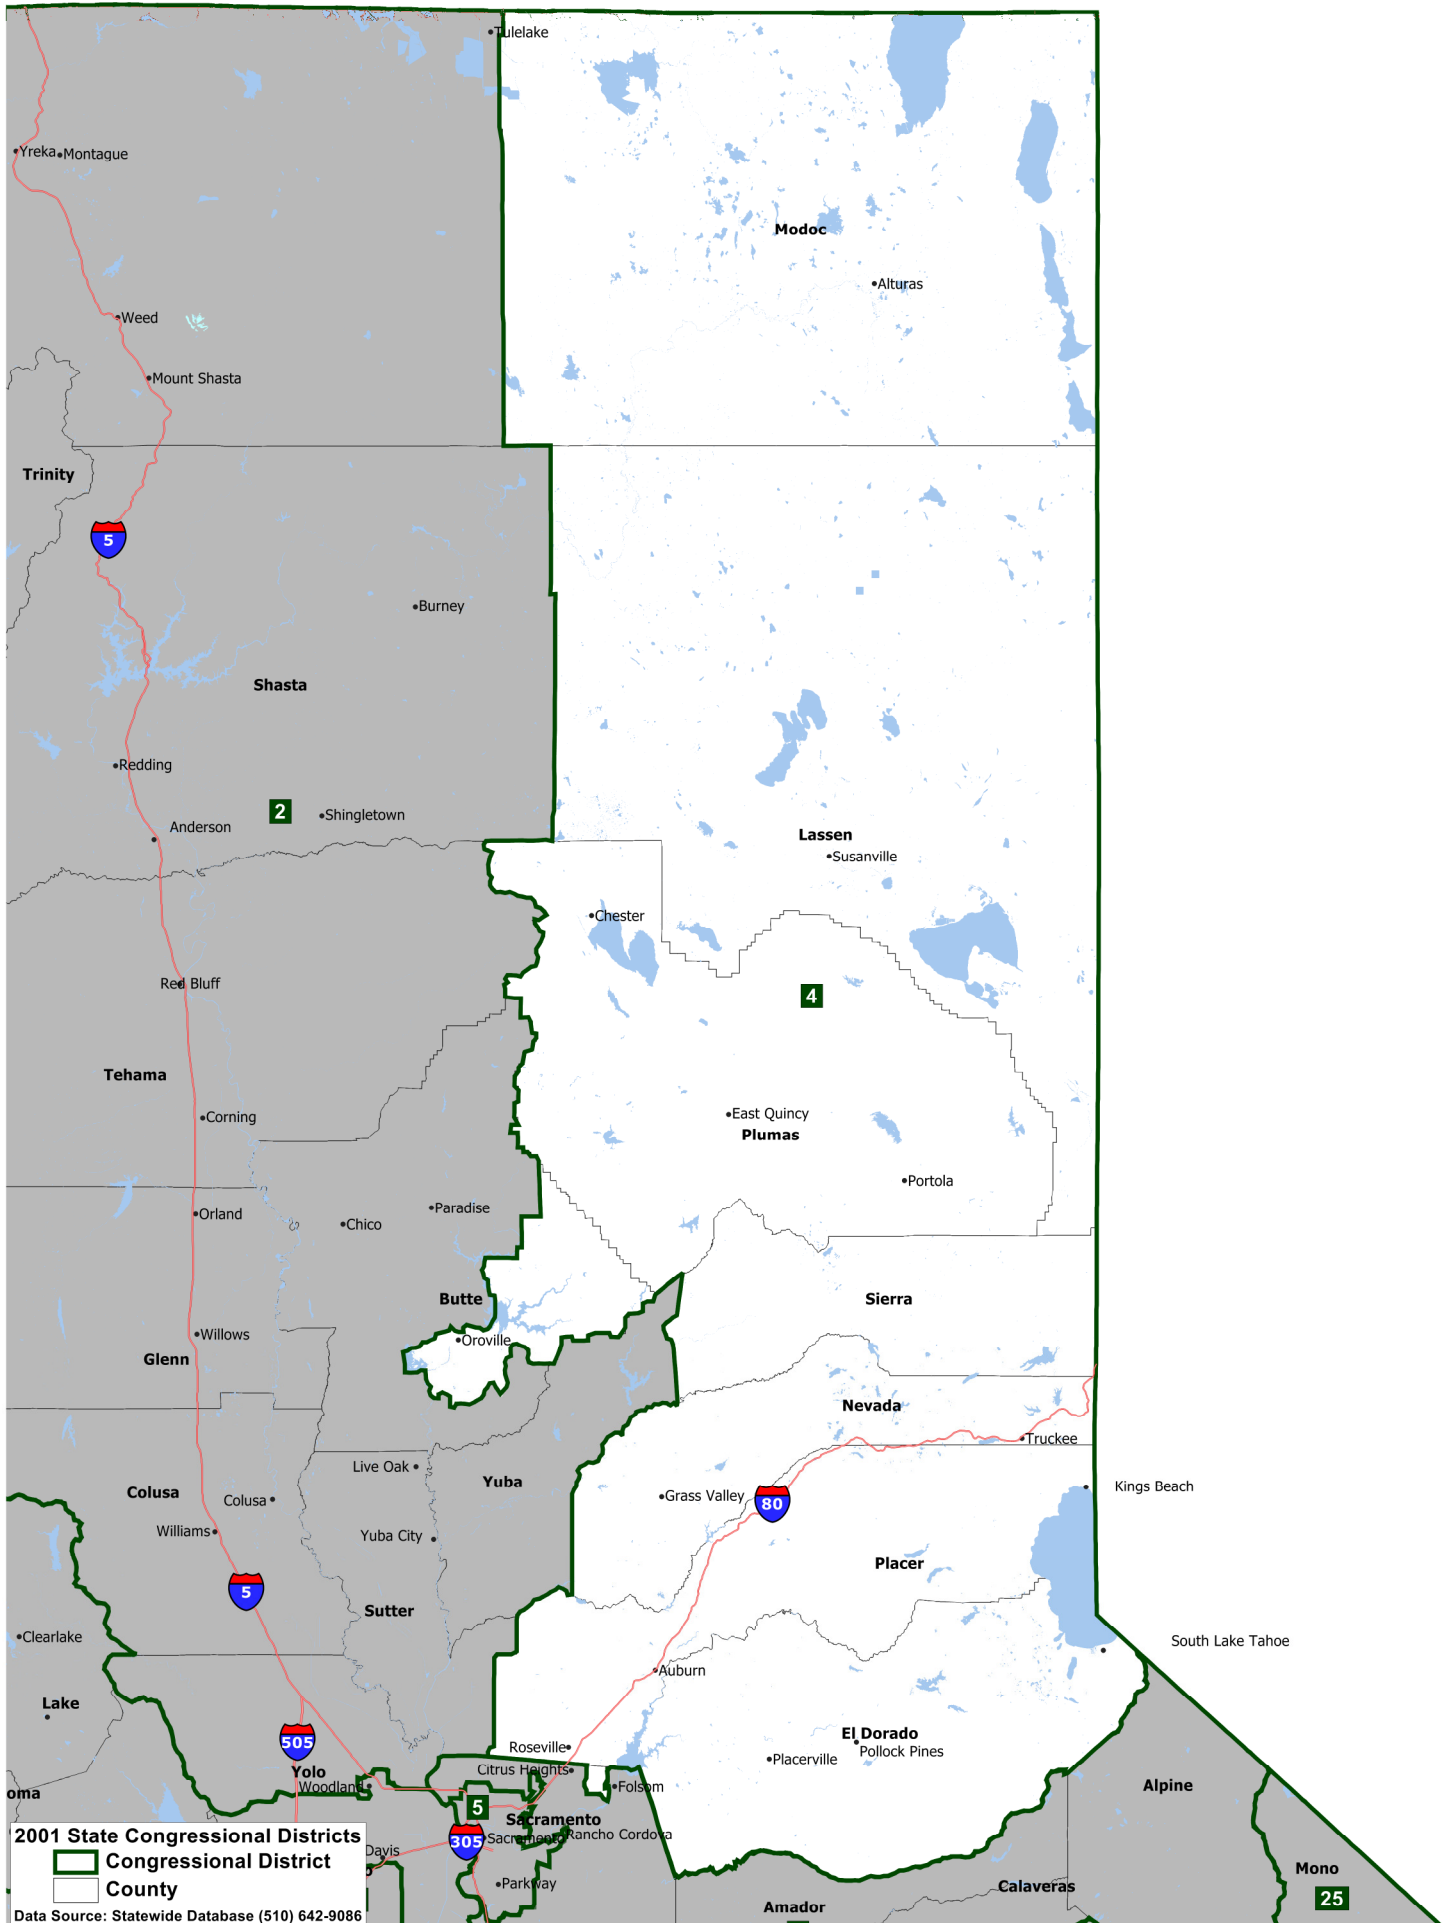 Tulelake
Yreka
Montague
Modoc
Alturas
Weed
Mount Shasta
Trinity
5
Burney
Shasta
Redding
2
Shingletown
Anderson
Lassen
Susanville
Chester
Red Bluff
4
Tehama
Corning
East Quincy
Plumas
Portola
Orland
Chico
Paradise
Butte
Sierra
Willows
Oroville
Glenn
Nevada
Truckee
Live Oak
Yuba
Kings Beach
Colusa
Colusa
Grass Valley
80
Williams
Yuba City
Placer
5
Sutter
Clearlake
South Lake Tahoe
Auburn
Lake
El Dorado
505
Roseville
Placerville
Pollock Pines
Yolo
Citrus Heights
Woodland
Folsom
Alpine
oma
5
Sacramento
2001 State Congressional Districts
305
Sacramento
Rancho Cordova
Davis
Congressional District
Mono
County
Parkway
Calaveras
25
Amador
Data Source: Statewide Database (510) 642-9086